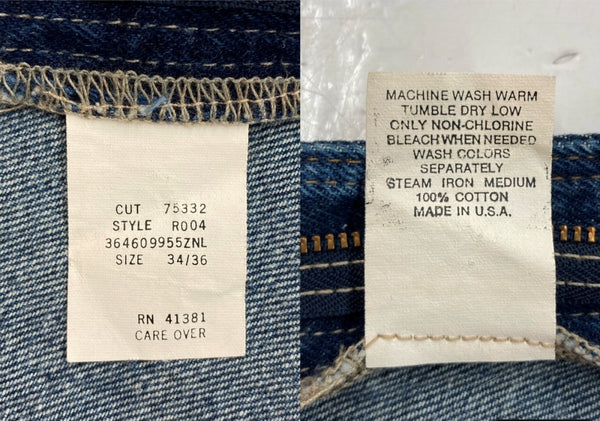 CUT 75332
STYLE R004
364609955ZNL
SIZE 34/36
RN 41381
CARE OVER
MACHINE WASH WARM
TUMBLE DRY LOW
ONLY NON-CHLORINE
BLEACH WHEN NEEDED
WASH COLORS
SEPARATELY
STEAM IRON MEDIUM
100% COTTON
MADE IN U.S.A.